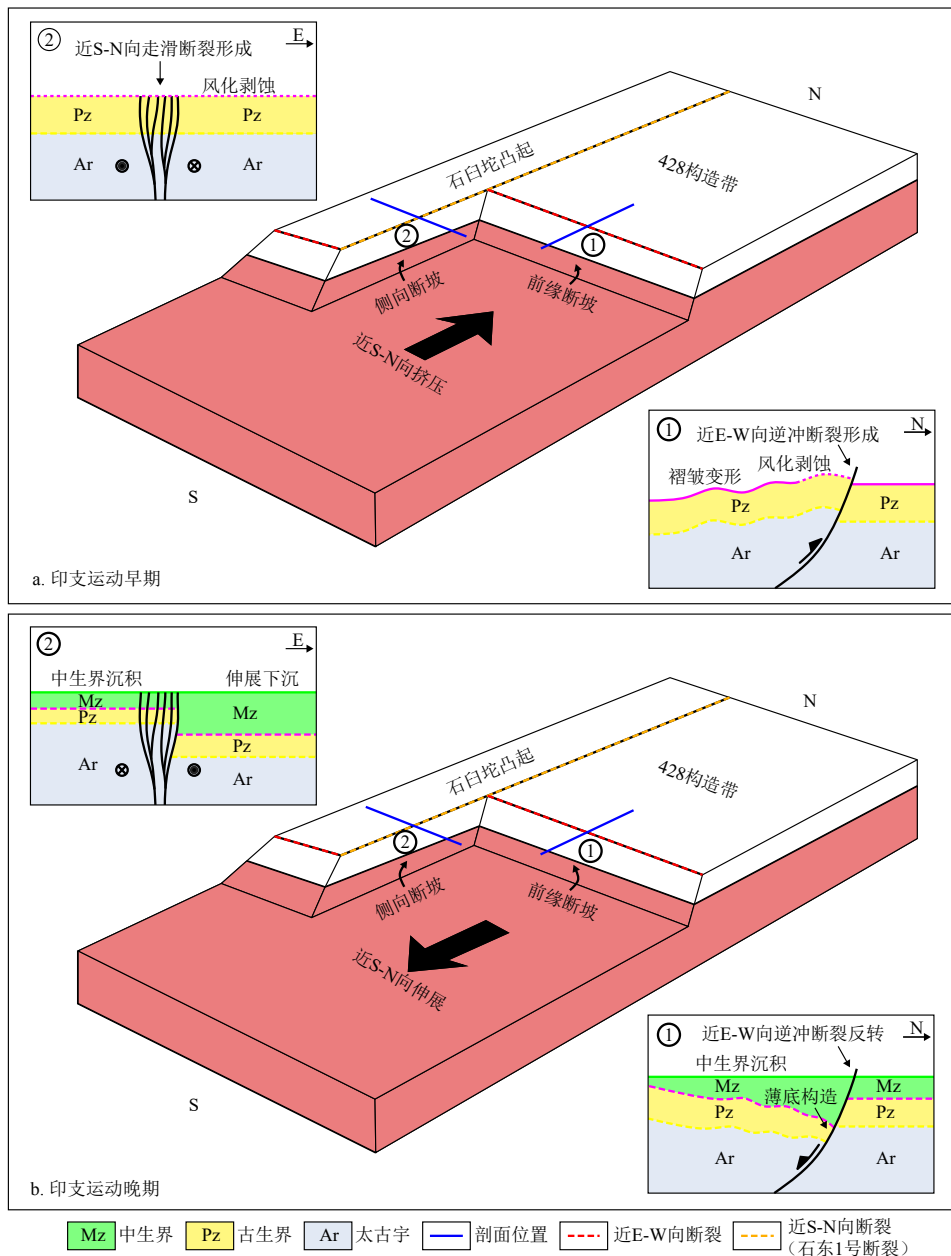 ②
E
近S-N向走滑断裂形成
风化剥蚀
Pz
Pz
Ar
Ar
N
石臼坨凸起
428构造带
②
①
侧向断坡
前缘断坡
近S-N向挤压
S
①
N
近E-W向逆冲断裂形成
风化剥蚀
褶皱变形
Pz
Pz
Ar
Ar
a. 印支运动早期
②
E
中生界沉积
伸展下沉
Mz
Mz
Pz
Pz
Ar
Ar
N
石臼坨凸起
428构造带
②
①
侧向断坡
前缘断坡
近S-N向伸展
S
①
N
近E-W向逆冲断裂反转
中生界沉积
Mz
Mz
薄底构造
Pz
Pz
Ar
Ar
b. 印支运动晚期
Mz 中生界
Pz 古生界
Ar 太古宇
剖面位置
近E-W向断裂
近S-N向断裂
（石东1号断裂）